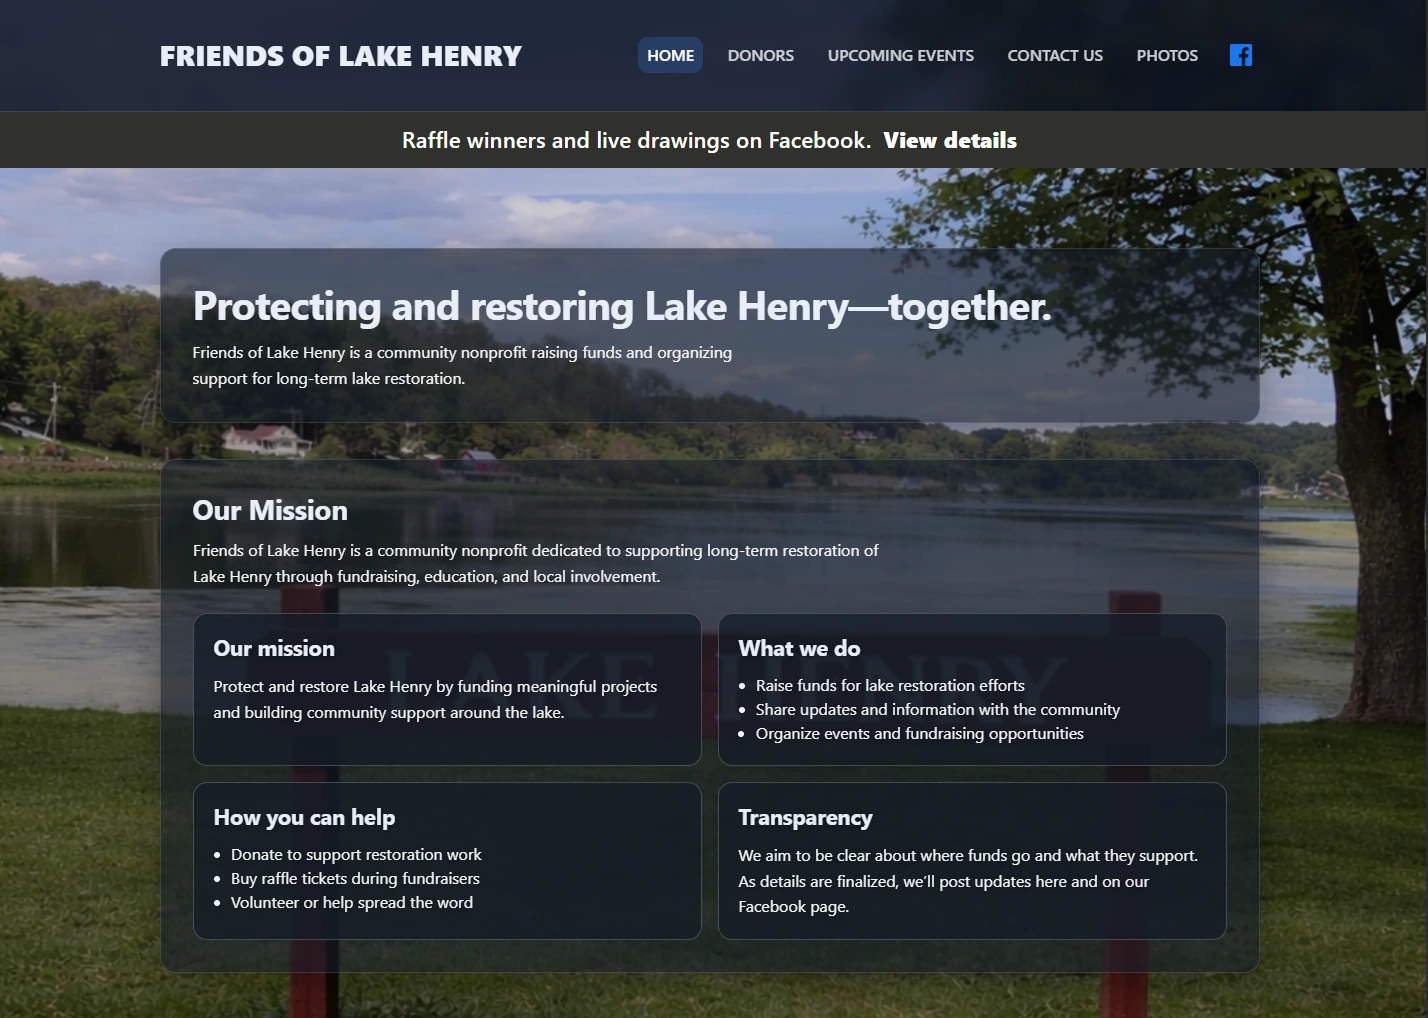 FRIENDS OF LAKE HENRY
HOME DONORS UPCOMING EVENTS CONTACT US PHOTOS
Raffle winners and live drawings on Facebook. View details
Protecting and restoring Lake Henry—together.
Friends of Lake Henry is a community nonprofit raising funds and organizing
support for long-term lake restoration.
Our Mission
Friends of Lake Henry is a community nonprofit dedicated to supporting long-term restoration of
Lake Henry through fundraising, education, and local involvement.
Our mission
Protect and restore Lake Henry by funding meaningful projects
and building community support around the lake.
What we do
• Raise funds for lake restoration efforts
• Share updates and information with the community
• Organize events and fundraising opportunities
LAKE HENRY
How you can help
• Donate to support restoration work
• Buy raffle tickets during fundraisers
• Volunteer or help spread the word
Transparency
We aim to be clear about where funds go and what they support.
As details are finalized, we’ll post updates here and on our
Facebook page.